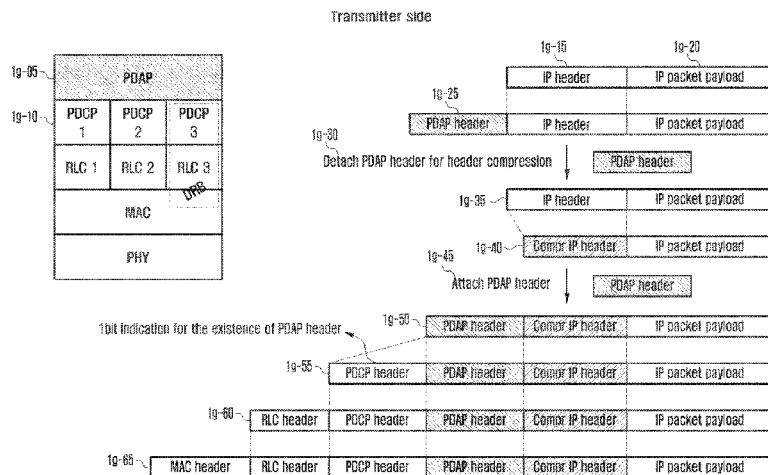 Transmitter side
1g-05
PDAP
1g-10
PDCP 1
PDCP 2
PDCP 3
RLC 1
RLC 2
RLC 3
DRB
MAC
PHY
1g-15
1g-20
IP header
IP packet payload
1g-25
PDAP header
IP header
IP packet payload
1g-30
Detach PDAP header for header compression
PDAP header
1g-35
IP header
IP packet payload
1g-40
Compr IP header
IP packet payload
1g-45
Attach PDAP header
PDAP header
1g-50
PDAP header
Compr IP header
IP packet payload
1bit indication for the existence of PDAP header
1g-55
PDCP header
PDAP header
Compr IP header
IP packet payload
1g-60
RLC header
PDCP header
PDAP header
Compr IP header
IP packet payload
1g-65
MAC header
RLC header
PDCP header
PDAP header
Compr IP header
IP packet payload